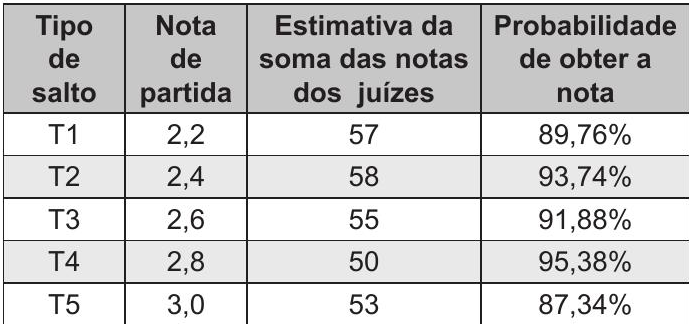 Tipo de salto | Nota de partida | Estimativa da soma das notas dos juízes | Probabilidade de obter a nota
T1 | 2,2 | 57 | 89,76%
T2 | 2,4 | 58 | 93,74%
T3 | 2,6 | 55 | 91,88%
T4 | 2,8 | 50 | 95,38%
T5 | 3,0 | 53 | 87,34%